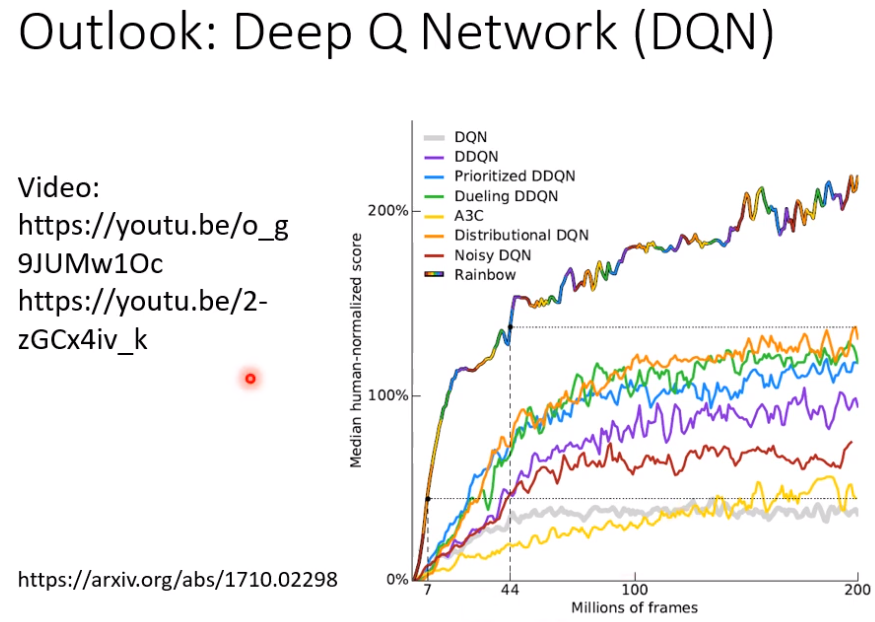 Outlook: Deep Q Network (DQN)
Video:
https://youtu.be/o_g
9JUMw1Oc
https://youtu.be/2-
zGCx4iv_k
https://arxiv.org/abs/1710.02298
Median human-normalized score
200%
100%
0%
DQN
DDQN
Prioritized DDQN
Dueling DDQN
A3C
Distributional DQN
Noisy DQN
Rainbow
7
44
100
200
Millions of frames